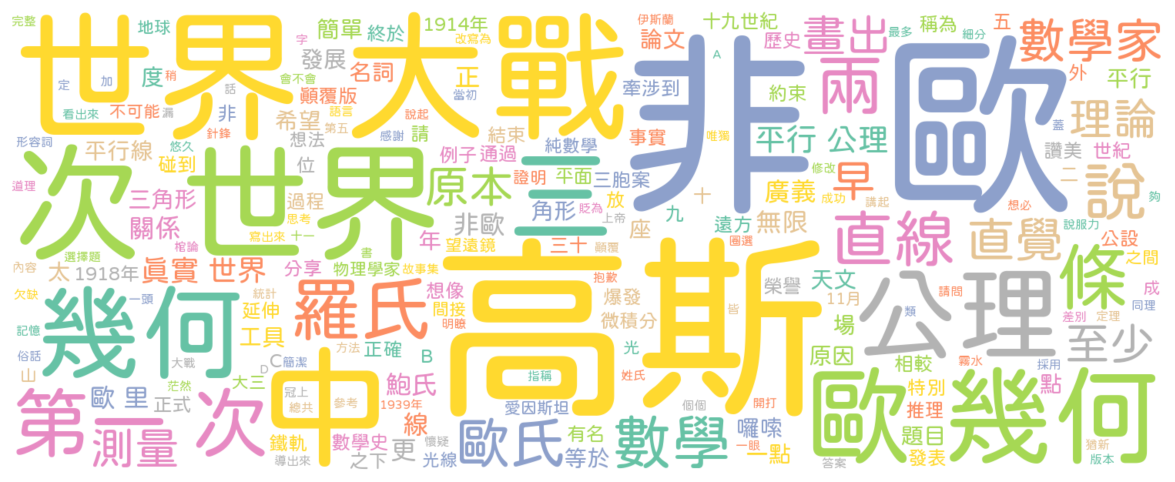 世界大戰
非歐
高斯
次世界
三
中
公理
歐幾何
幾何
羅氏
兩
說
條
第一次
測量
直線
直覺
早
原本
數學家
畫出
理論
平行 公理
至少
歐氏
數學
無限
廣義
真實 世界
完整
地球
簡單
終於
1914年
改寫為
字
伊斯蘭
論文
十九世紀
歷史
最多
稱為
細分
五
外
平行
發展
名詞
度
定
加
稍
話
會不會
顛覆版
正
當初
牽涉到
約束
A
看出來
不可能
漏
非
針鋒
希望
語言
第五
說起
感謝
請
想法
結束
純數學
事實
唯獨
蓋
讚美
世紀
形容詞
悠久
平行線
碰到
位
例子
通過
證明
平面
三胞案
十
修改
二
夠
道理
三角形
過程
關係
思考
寫出來
十一
非歐
角形
放
貶為
上帝
座
九
遠方
成功
講起
想必
說服力
年
望遠鏡
三十
顛覆
圈選
公設
之間
選擇題
書
棺論
內容
太
1918年
分享
物理學家
故事集
想像
抱歉
爆發
榮譽
天文
11月
請問
成
同理
欠缺
一頭
統計
延伸
間接
明瞭
微積分
場
類
差別
定理
記憶
工具
方法
正確
B
光
姓氏
原因
相較
霧水
採用
俗話
山
大戰
D
C
簡潔
指稱
皆
點
茫然
大三
冠上
總共
參考
鮑氏
1939年
愛因斯坦
個個
開打
特別
推理
歐 里
正式
線
有名
囉嗦
一眼
題目
猶新
鐵軌
數學史
更
懷疑
等於
一點
發表
導出來
之下
光線
答案
版本